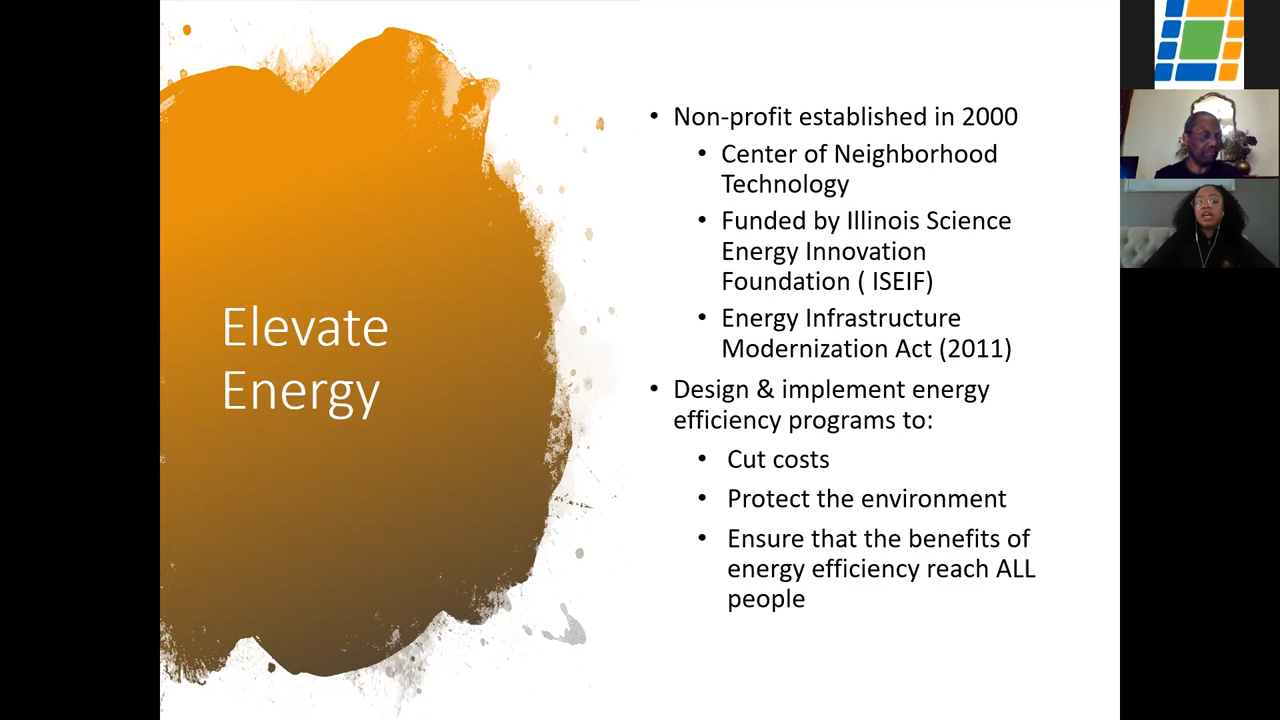 Elevate
Energy
• Non-profit established in 2000
• Center of Neighborhood
Technology
• Funded by Illinois Science
Energy Innovation
Foundation ( ISEIF)
• Energy Infrastructure
Modernization Act (2011)
• Design & implement energy
efficiency programs to:
• Cut costs
• Protect the environment
• Ensure that the benefits of
energy efficiency reach ALL
people